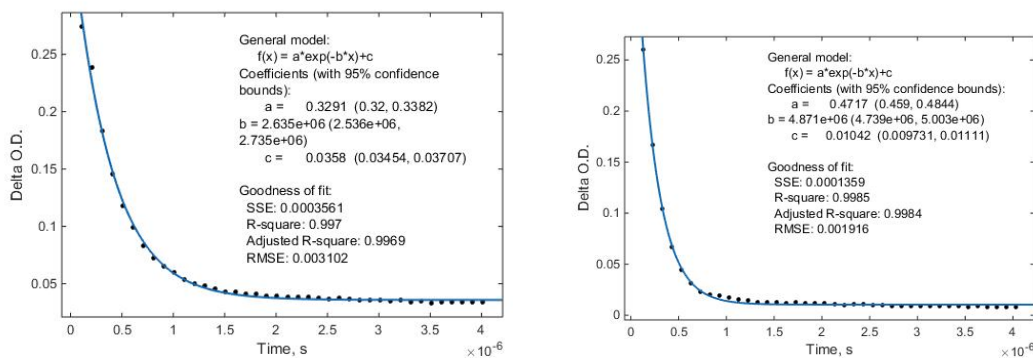 0.25
0.2
0.15
0.1
0.05
Delta O.D.
General model:
f(x) = a*exp(-b*x)+c
Coefficients (with 95% confidence
bounds):
a = 0.3291 (0.32, 0.3382)
b = 2.635e+06 (2.536e+06,
2.735e+06)
c = 0.0358 (0.03454, 0.03707)
Goodness of fit:
SSE: 0.0003561
R-square: 0.997
Adjusted R-square: 0.9969
RMSE: 0.003102
0 0.5 1 1.5 2 2.5 3 3.5 4
Time, s
×10⁻⁶
0.25
0.2
0.15
0.1
0.05
0
Delta O.D.
General model:
f(x) = a*exp(-b*x)+c
Coefficients (with 95% confidence bounds):
a = 0.4717 (0.459, 0.4844)
b = 4.871e+06 (4.739e+06, 5.003e+06)
c = 0.01042 (0.009731, 0.01111)
Goodness of fit:
SSE: 0.0001359
R-square: 0.9985
Adjusted R-square: 0.9984
RMSE: 0.001916
0 0.5 1 1.5 2 2.5 3 3.5 4
Time, s
×10⁻⁶